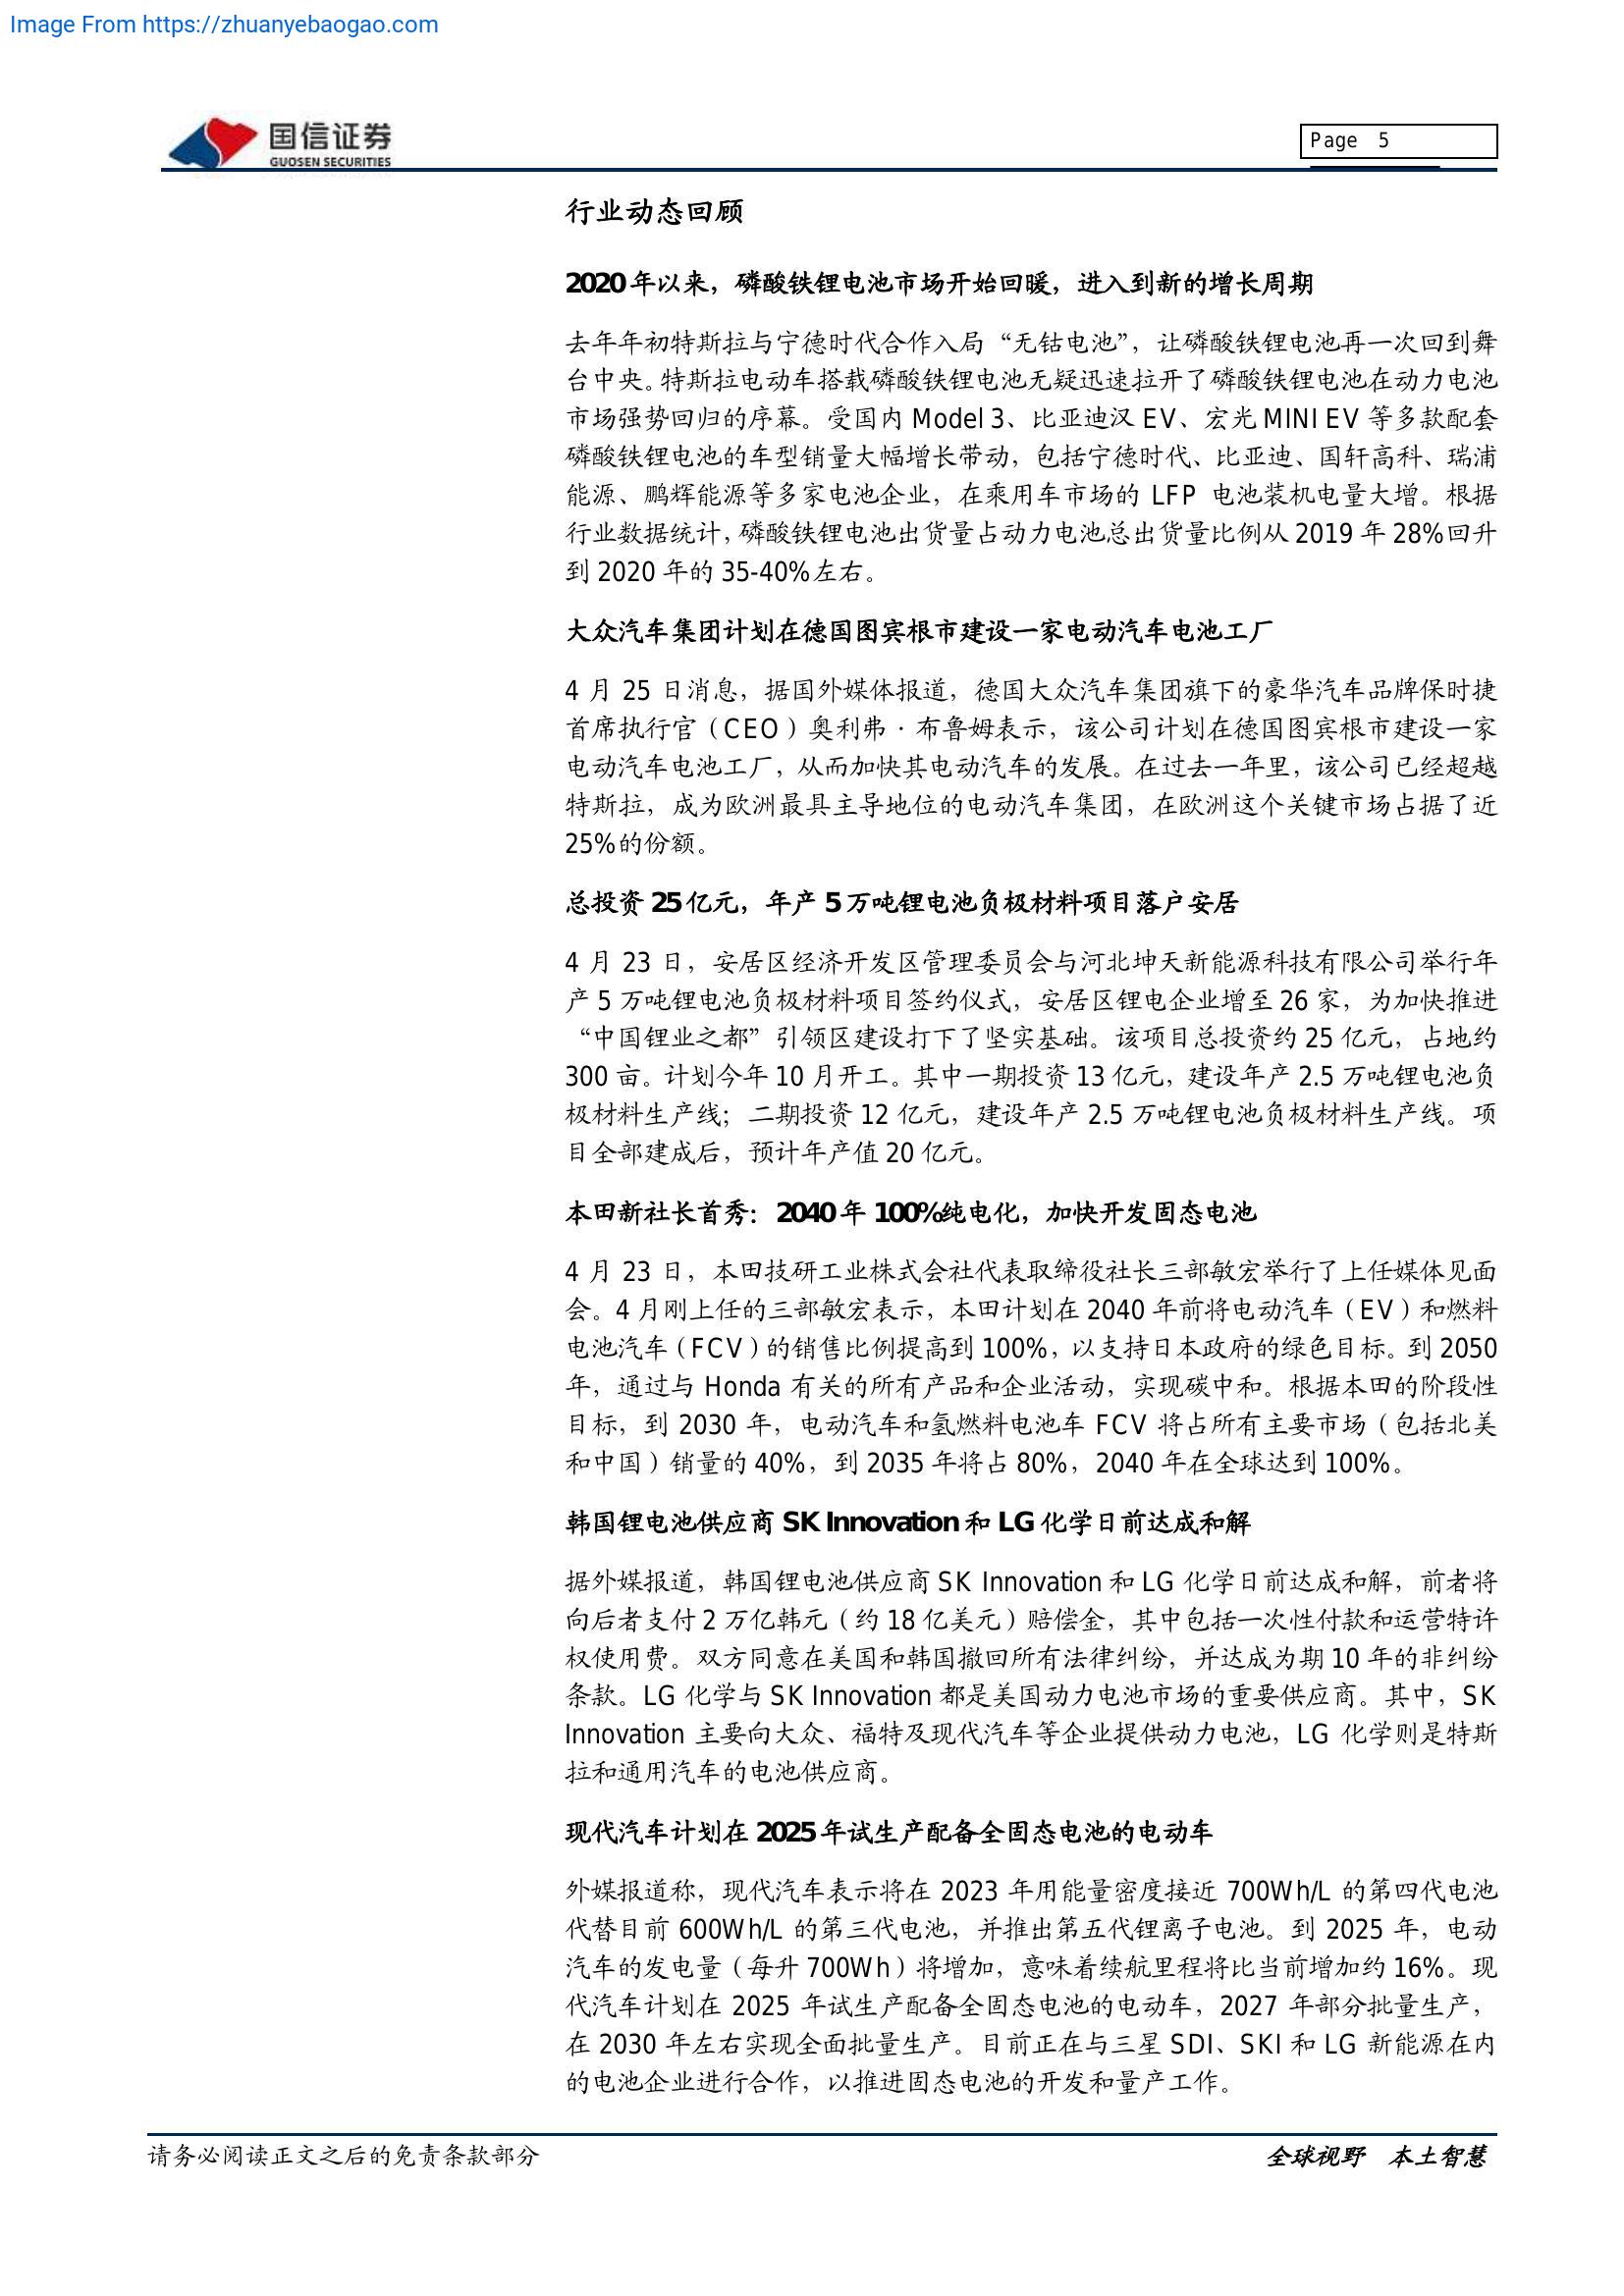 Image From https://zhuanyebaogao.com
国信证券
GUOSEN SECURITIES
Page 5
行业动态回顾
2020 年以来，磷酸铁锂电池市场开始回暖，进入到新的增长周期
去年年初特斯拉与宁德时代合作入局“无钴电池”，让磷酸铁锂电池再一次回到舞
台中央。特斯拉电动车搭载磷酸铁锂电池无疑迅速拉开了磷酸铁锂电池在动力电池
市场强势回归的序幕。受国内 Model 3、比亚迪汉 EV、宏光 MINI EV 等多款配套
磷酸铁锂电池的车型销量大幅增长带动，包括宁德时代、比亚迪、国轩高科、瑞浦
能源、鹏辉能源等多家电池企业，在乘用车市场的 LFP 电池装机电量大增。根据
行业数据统计，磷酸铁锂电池出货量占动力电池总出货量比例从 2019 年 28%回升
到 2020 年的 35-40%左右。
大众汽车集团计划在德国图宾根市建设一家电动汽车电池工厂
4 月 25 日消息，据国外媒体报道，德国大众汽车集团旗下的豪华汽车品牌保时捷
首席执行官（CEO）奥利弗·布鲁姆表示，该公司计划在德国图宾根市建设一家
电动汽车电池工厂，从而加快其电动汽车的发展。在过去一年里，该公司已经超越
特斯拉，成为欧洲最具主导地位的电动汽车集团，在欧洲这个关键市场占据了近
25%的份额。
总投资 25 亿元，年产 5 万吨锂电池负极材料项目落户安居
4 月 23 日，安居区经济开发区管理委员会与河北坤天新能源科技有限公司举行年
产 5 万吨锂电池负极材料项目签约仪式，安居区锂电企业增至 26 家，为加快推进
“中国锂业之都”引领区建设打下了坚实基础。该项目总投资约 25 亿元，占地约
300 亩。计划今年 10 月开工。其中一期投资 13 亿元，建设年产 2.5 万吨锂电池负
极材料生产线；二期投资 12 亿元，建设年产 2.5 万吨锂电池负极材料生产线。项
目全部建成后，预计年产值 20 亿元。
本田新社长首秀：2040 年 100%纯电化，加快开发固态电池
4 月 23 日，本田技研工业株式会社代表取缔役社长三部敏宏举行了上任媒体见面
会。4 月刚上任的三部敏宏表示，本田计划在 2040 年前将电动汽车（EV）和燃料
电池汽车（FCV）的销售比例提高到 100%，以支持日本政府的绿色目标。到 2050
年，通过与 Honda 有关的所有产品和企业活动，实现碳中和。根据本田的阶段性
目标，到 2030 年，电动汽车和氢燃料电池车 FCV 将占所有主要市场（包括北美
和中国）销量的 40%，到 2035 年将占 80%，2040 年在全球达到 100%。
韩国锂电池供应商 SK Innovation 和 LG 化学日前达成和解
据外媒报道，韩国锂电池供应商 SK Innovation 和 LG 化学日前达成和解，前者将
向后者支付 2 万亿韩元（约 18 亿美元）赔偿金，其中包括一次性付款和运营特许
权使用费。双方同意在美国和韩国撤回所有法律纠纷，并达成为期 10 年的非纠纷
条款。LG 化学与 SK Innovation 都是美国动力电池市场的重要供应商。其中，SK
Innovation 主要向大众、福特及现代汽车等企业提供动力电池，LG 化学则是特斯
拉和通用汽车的电池供应商。
现代汽车计划在 2025 年试生产配备全固态电池的电动车
外媒报道称，现代汽车表示将在 2023 年用能量密度接近 700Wh/L 的第四代电池
代替目前 600Wh/L 的第三代电池，并推出第五代锂离子电池。到 2025 年，电动
汽车的发电量（每升 700Wh）将增加，意味着续航里程将比当前增加约 16%。现
代汽车计划在 2025 年试生产配备全固态电池的电动车，2027 年部分批量生产，
在 2030 年左右实现全面批量生产。目前正在与三星 SDI、SKI 和 LG 新能源在内
的电池企业进行合作，以推进固态电池的开发和量产工作。
请务必阅读正文之后的免责条款部分
全球视野 本土智慧